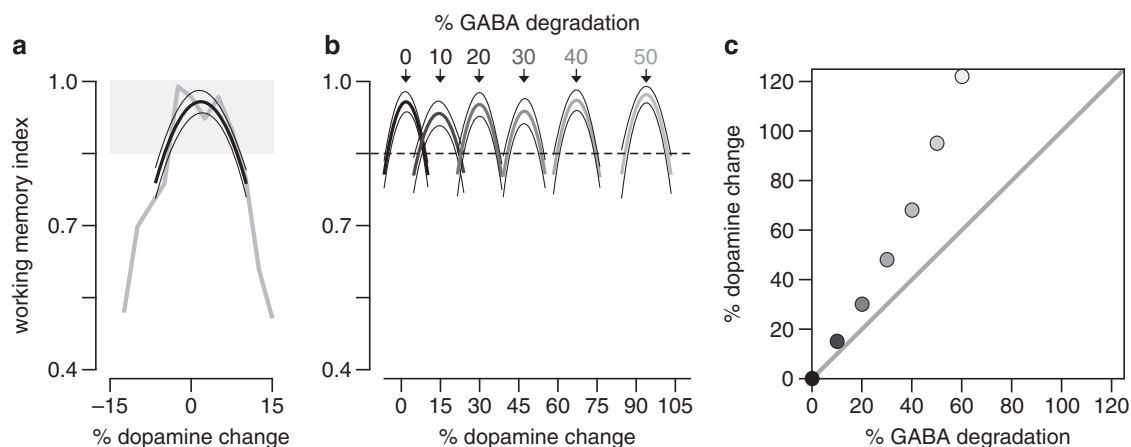 a
working memory index
1.0
0.7
0.4
–15 0 15
% dopamine change
b
% GABA degradation
0 10 20 30 40 50
1.0
0.7
0.4
0 15 30 45 60 75 90 105
% dopamine change
c
% dopamine change
120
100
80
60
40
20
0
0 20 40 60 80 100 120
% GABA degradation